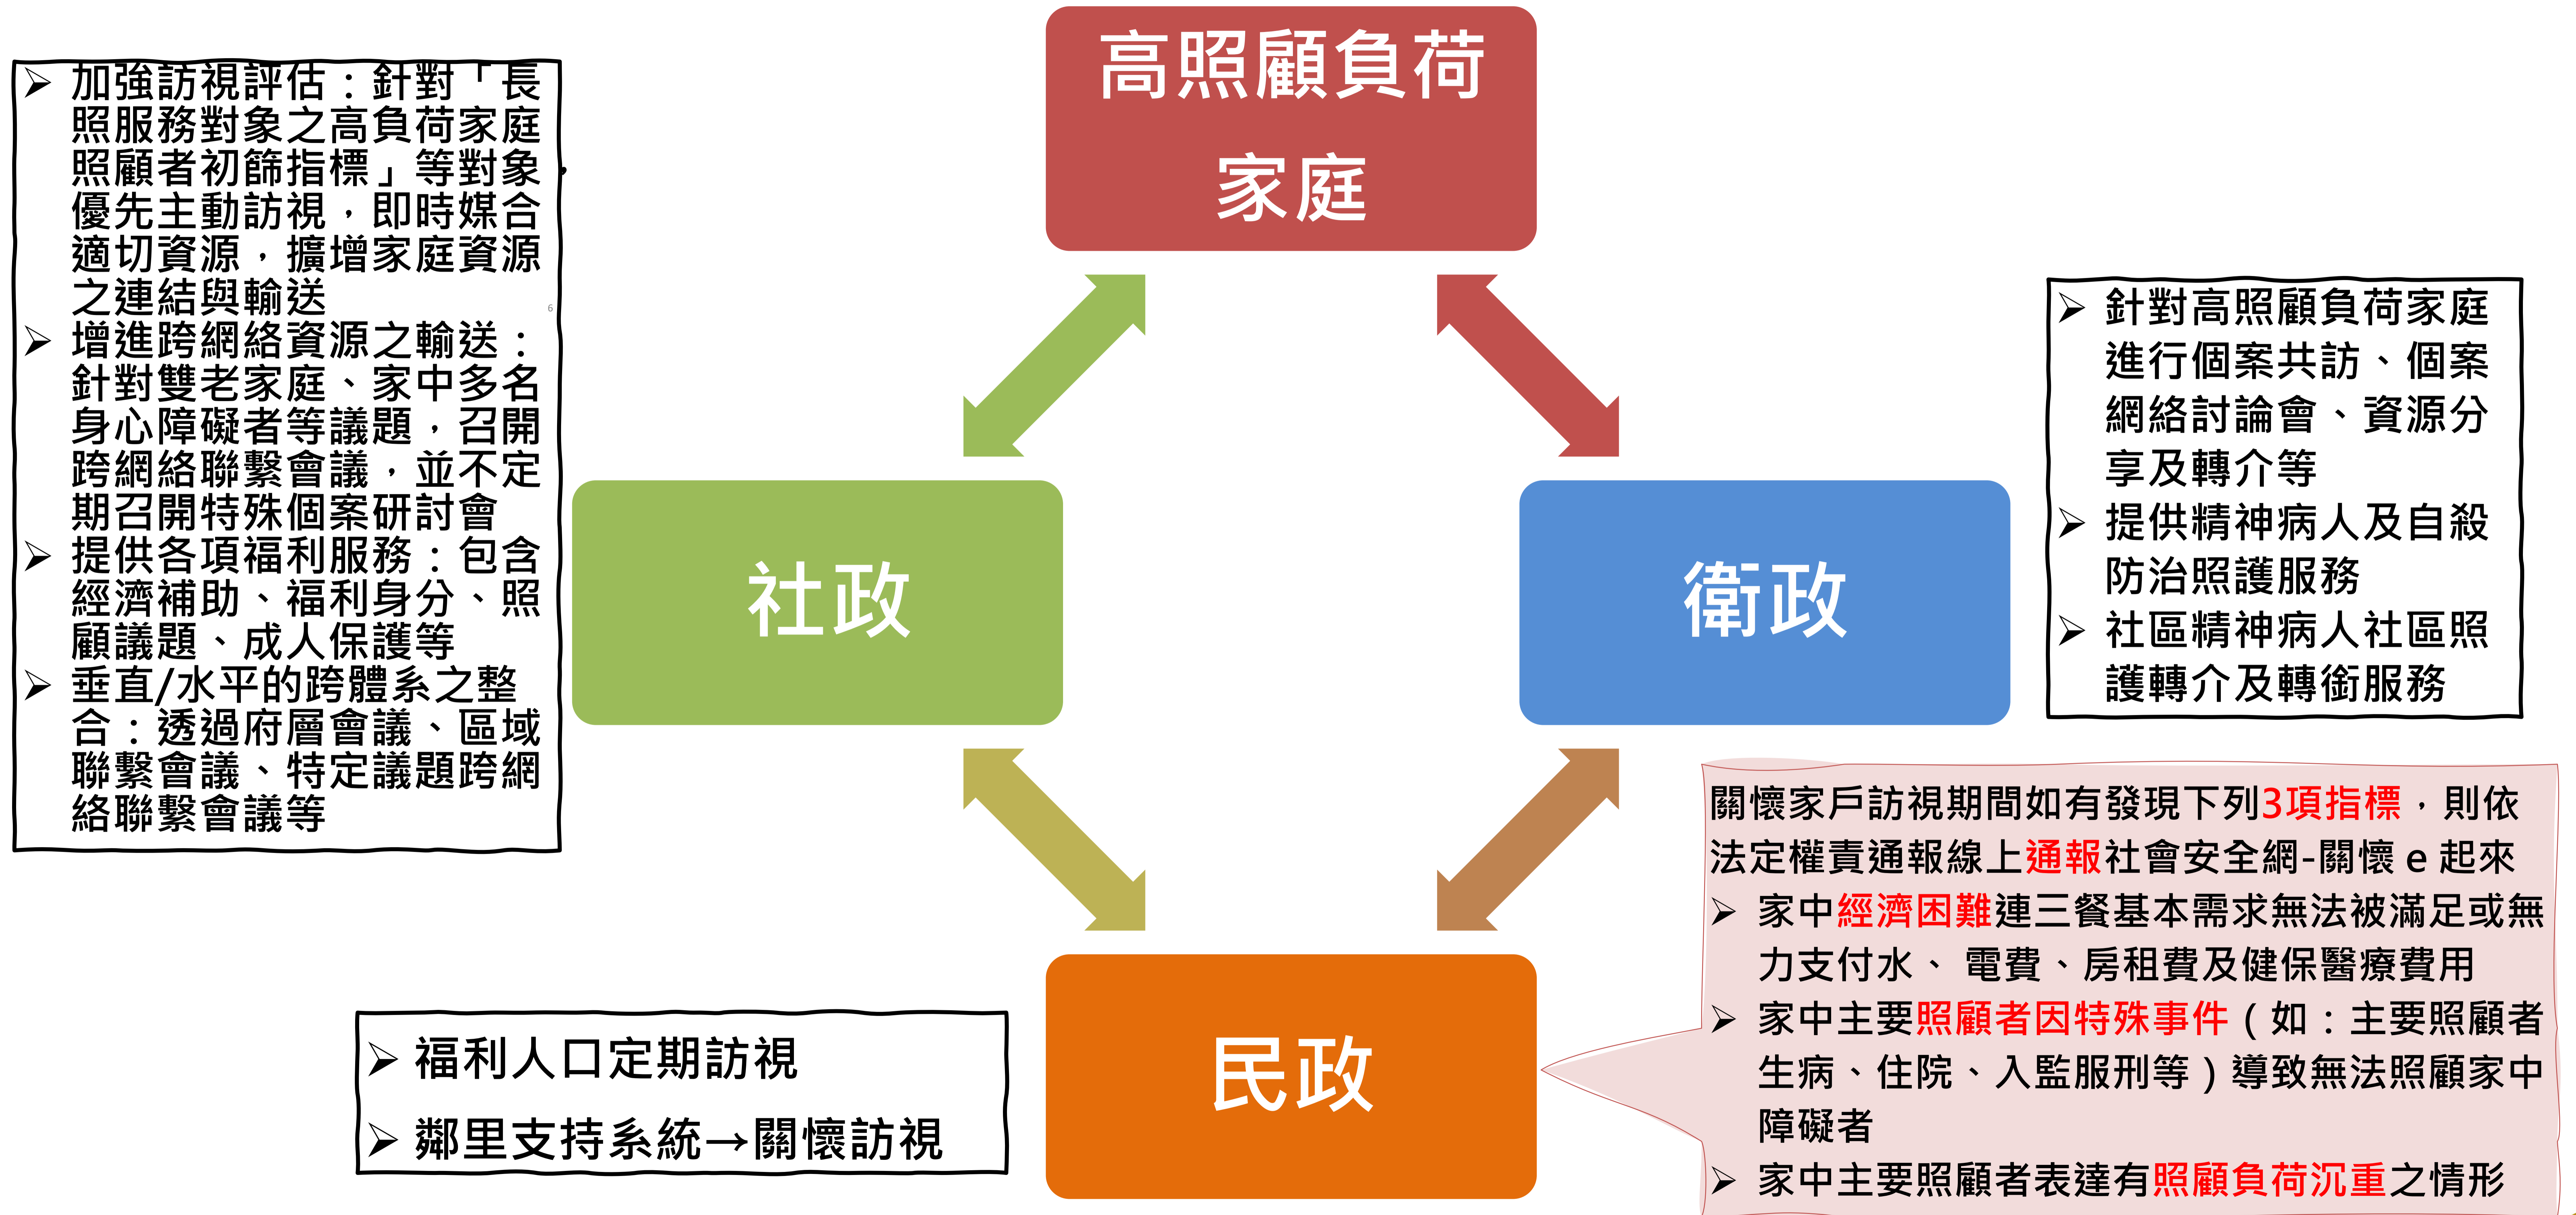 高照顧負荷
家庭
➢ 加強訪視評估：針對「長
照服務對象之高負荷家庭
照顧者初篩指標」等對象，
優先主動訪視，即時媒合
適切資源，擴增家庭資源
之連結與輸送
➢ 增進跨網絡資源之輸送：
針對雙老家庭、家中多名
身心障礙者等議題，召開
跨網絡聯繫會議，並不定
期召開特殊個案研討會
➢ 提供各項福利服務：包含
經濟補助、福利身分、照
顧議題、成人保護等
➢ 垂直/水平的跨體系之整
合：透過府層會議、區域
聯繫會議、特定議題跨網
絡聯繫會議等
6
社政
衛政
➢ 針對高照顧負荷家庭
進行個案共訪、個案
網絡討論會、資源分
享及轉介等
➢ 提供精神病人及自殺
防治照護服務
➢ 社區精神病人社區照
護轉介及轉銜服務
➢ 福利人口定期訪視
➢ 鄰里支持系統→關懷訪視
民政
關懷家戶訪視期間如有發現下列3項指標，則依
法定權責通報線上通報社會安全網-關懷 e 起來
➢ 家中經濟困難連三餐基本需求無法被滿足或無
力支付水、 電費、房租費及健保醫療費用
➢ 家中主要照顧者因特殊事件（如：主要照顧者
生病、住院、入監服刑等）導致無法照顧家中
障礙者
➢ 家中主要照顧者表達有照顧負荷沉重之情形